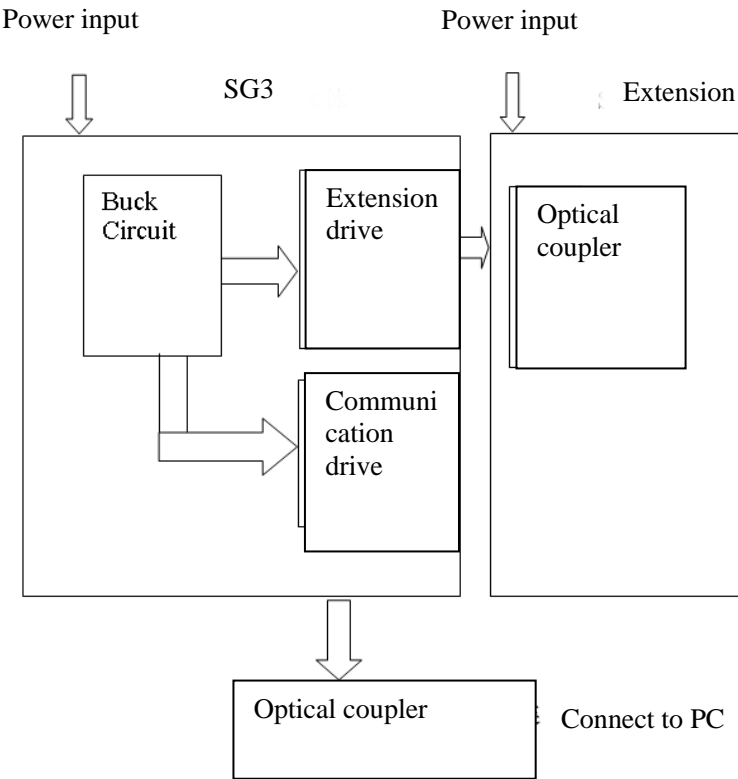 Power input
Power input
SG3
Extension
Buck
Circuit
Extension
drive
Optical
coupler
Communi
cation
drive
Optical coupler
Connect to PC